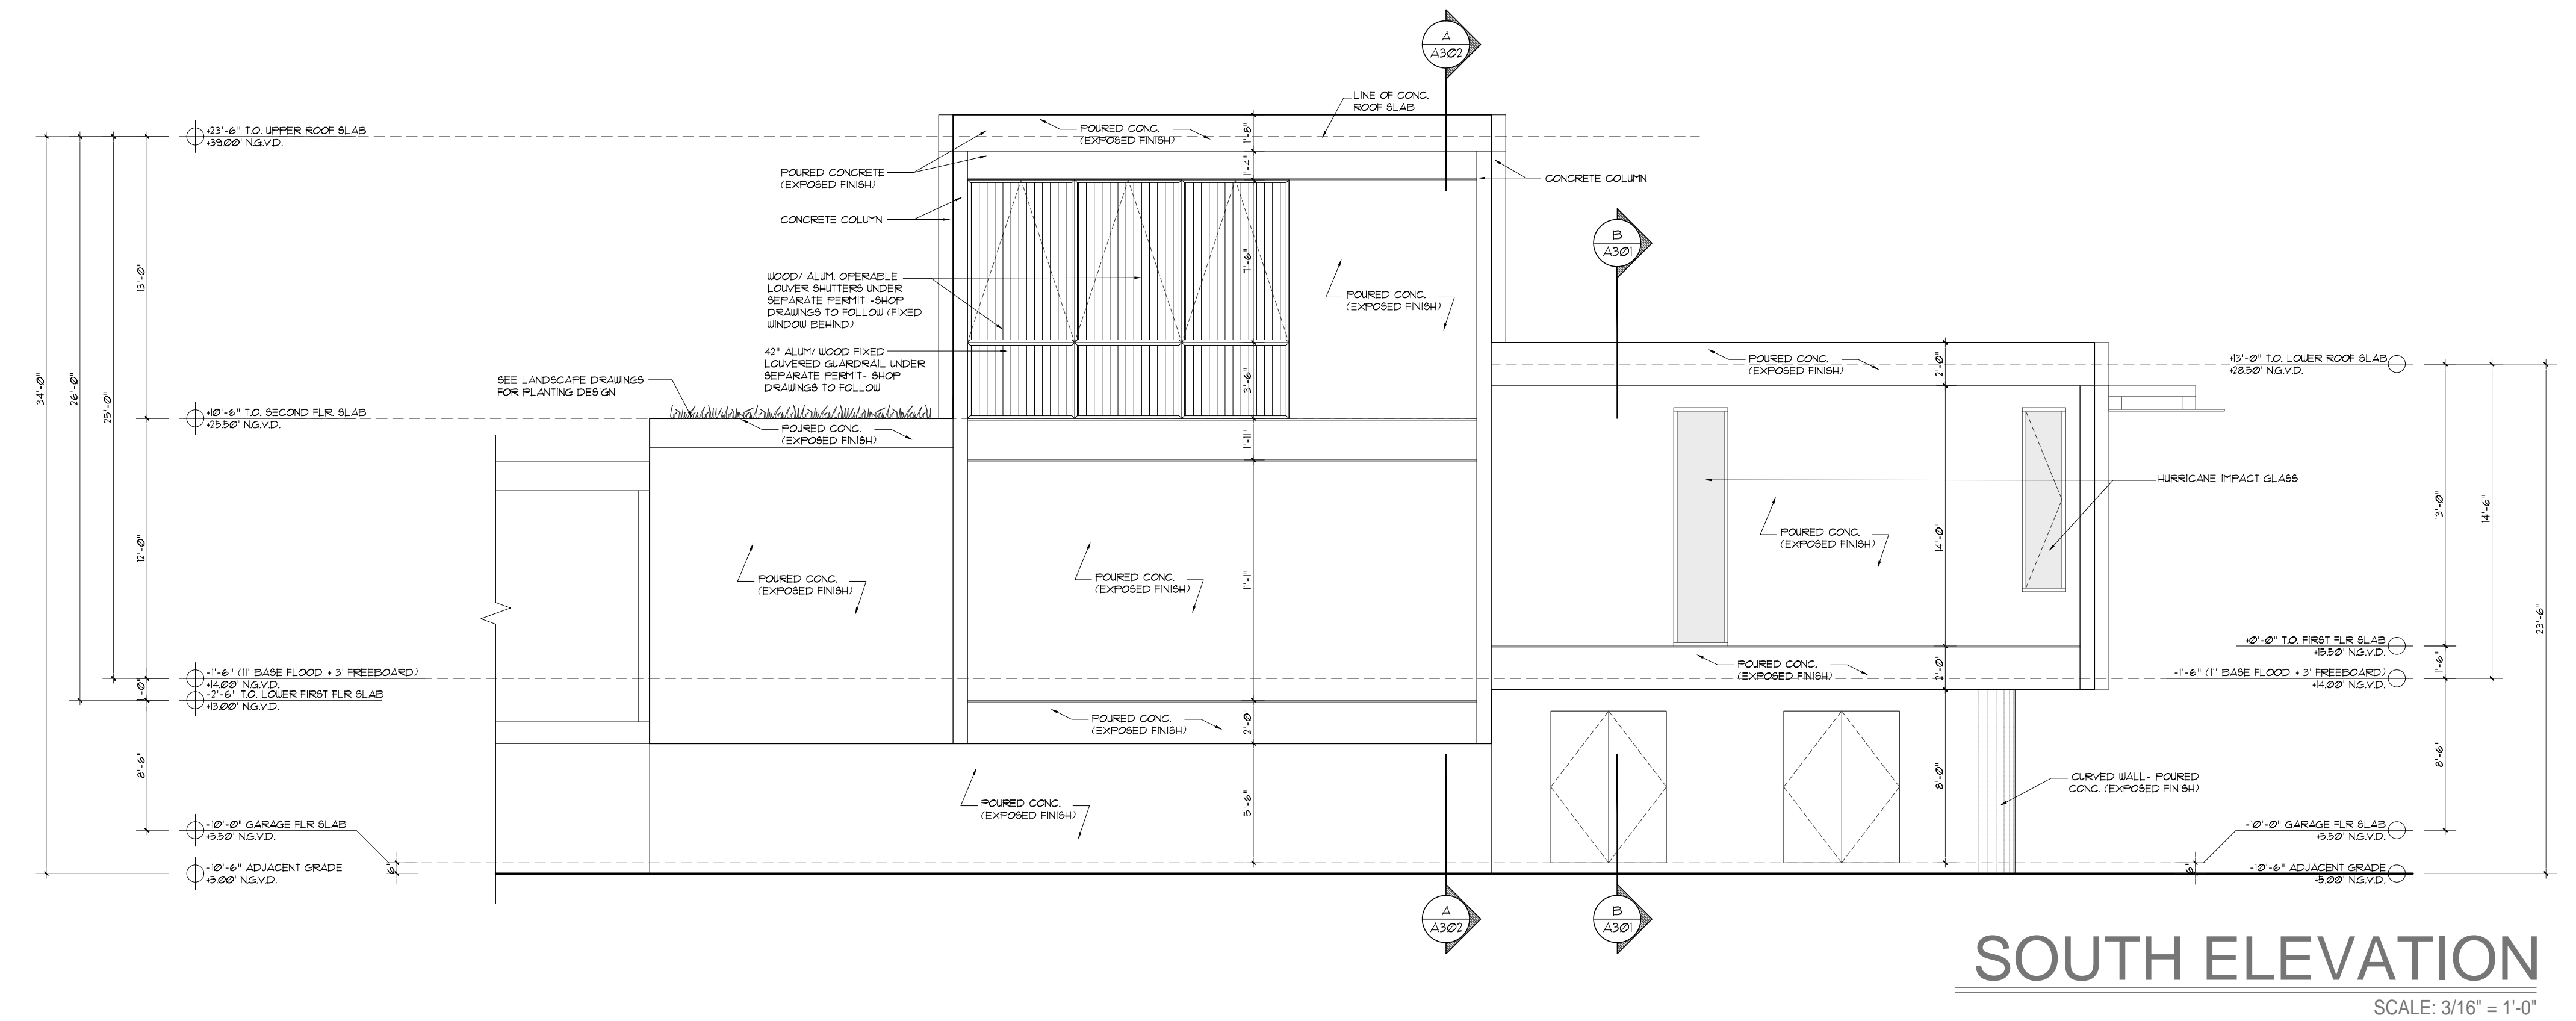 A
A302
LINE OF CONC.
ROOF SLAB
+23'-6" T.O. UPPER ROOF SLAB
+39.00' N.G.V.D.
POURED CONC.
(EXPOSED FINISH)
1'-8"
1'-4"
POURED CONCRETE
(EXPOSED FINISH)
CONCRETE COLUMN
CONCRETE COLUMN
B
A301
13'-0"
WOOD/ ALUM. OPERABLE
LOUVER SHUTTERS UNDER
SEPARATE PERMIT -SHOP
DRAWINGS TO FOLLOW (FIXED
WINDOW BEHIND)
7'-6"
POURED CONC.
(EXPOSED FINISH)
42" ALUM/ WOOD FIXED
LOUVERED GUARDRAIL UNDER
SEPARATE PERMIT- SHOP
DRAWINGS TO FOLLOW
3'-6"
POURED CONC.
(EXPOSED FINISH)
2'-0"
+13'-0" T.O. LOWER ROOF SLAB
+28.50' N.G.V.D.
34'-0"
26'-0"
25'-0"
SEE LANDSCAPE DRAWINGS
FOR PLANTING DESIGN
+10'-6" T.O. SECOND FLR. SLAB
+25.50' N.G.V.D.
POURED CONC.
(EXPOSED FINISH)
1'-11"
HURRICANE IMPACT GLASS
13'-0"
14'-6"
12'-0"
POURED CONC.
(EXPOSED FINISH)
POURED CONC.
(EXPOSED FINISH)
11'-1"
POURED CONC.
(EXPOSED FINISH)
14'-0"
23'-6"
+0'-0" T.O. FIRST FLR SLAB
+15.50' N.G.V.D.
1'-6"
-1'-6" (11' BASE FLOOD + 3' FREEBOARD)
+14.00' N.G.V.D.
1'-0"
-2'-6" T.O. LOWER FIRST FLR SLAB
+13.00' N.G.V.D.
POURED CONC.
(EXPOSED FINISH)
2'-0"
-1'-6" (11' BASE FLOOD + 3' FREEBOARD)
+14.00' N.G.V.D.
POURED CONC.
(EXPOSED FINISH)
2'-0"
8'-6"
POURED CONC.
(EXPOSED FINISH)
5'-6"
8'-0"
CURVED WALL- POURED
CONC. (EXPOSED FINISH)
8'-6"
-10'-0" GARAGE FLR SLAB
+5.50' N.G.V.D.
-10'-0" GARAGE FLR SLAB
+5.50' N.G.V.D.
-10'-6" ADJACENT GRADE
+5.00' N.G.V.D.
6"
6"
-10'-6" ADJACENT GRADE
+5.00' N.G.V.D.
A
A302
B
A301
SOUTH ELEVATION
SCALE: 3/16" = 1'-0"